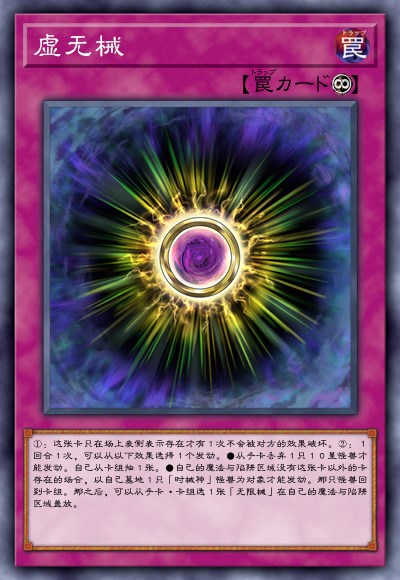 虚无械
トラップ
罠
トラップ
【罠カード】
①：这张卡只在场上表侧表示存在才有1次不会被对方的效果破坏。②：1
回合1次，可以从以下效果选择1个发动。●从手卡丢弃1只10星怪兽才
能发动。自己从卡组抽1张。●自己的魔法与陷阱区域没有这张卡以外的卡
存在的场合，以自己墓地1只「时械神」怪兽为对象才能发动。那只怪兽回
到卡组。那之后，可以从手卡・卡组选1张「无限械」在自己的魔法与陷阱
区域盖放。